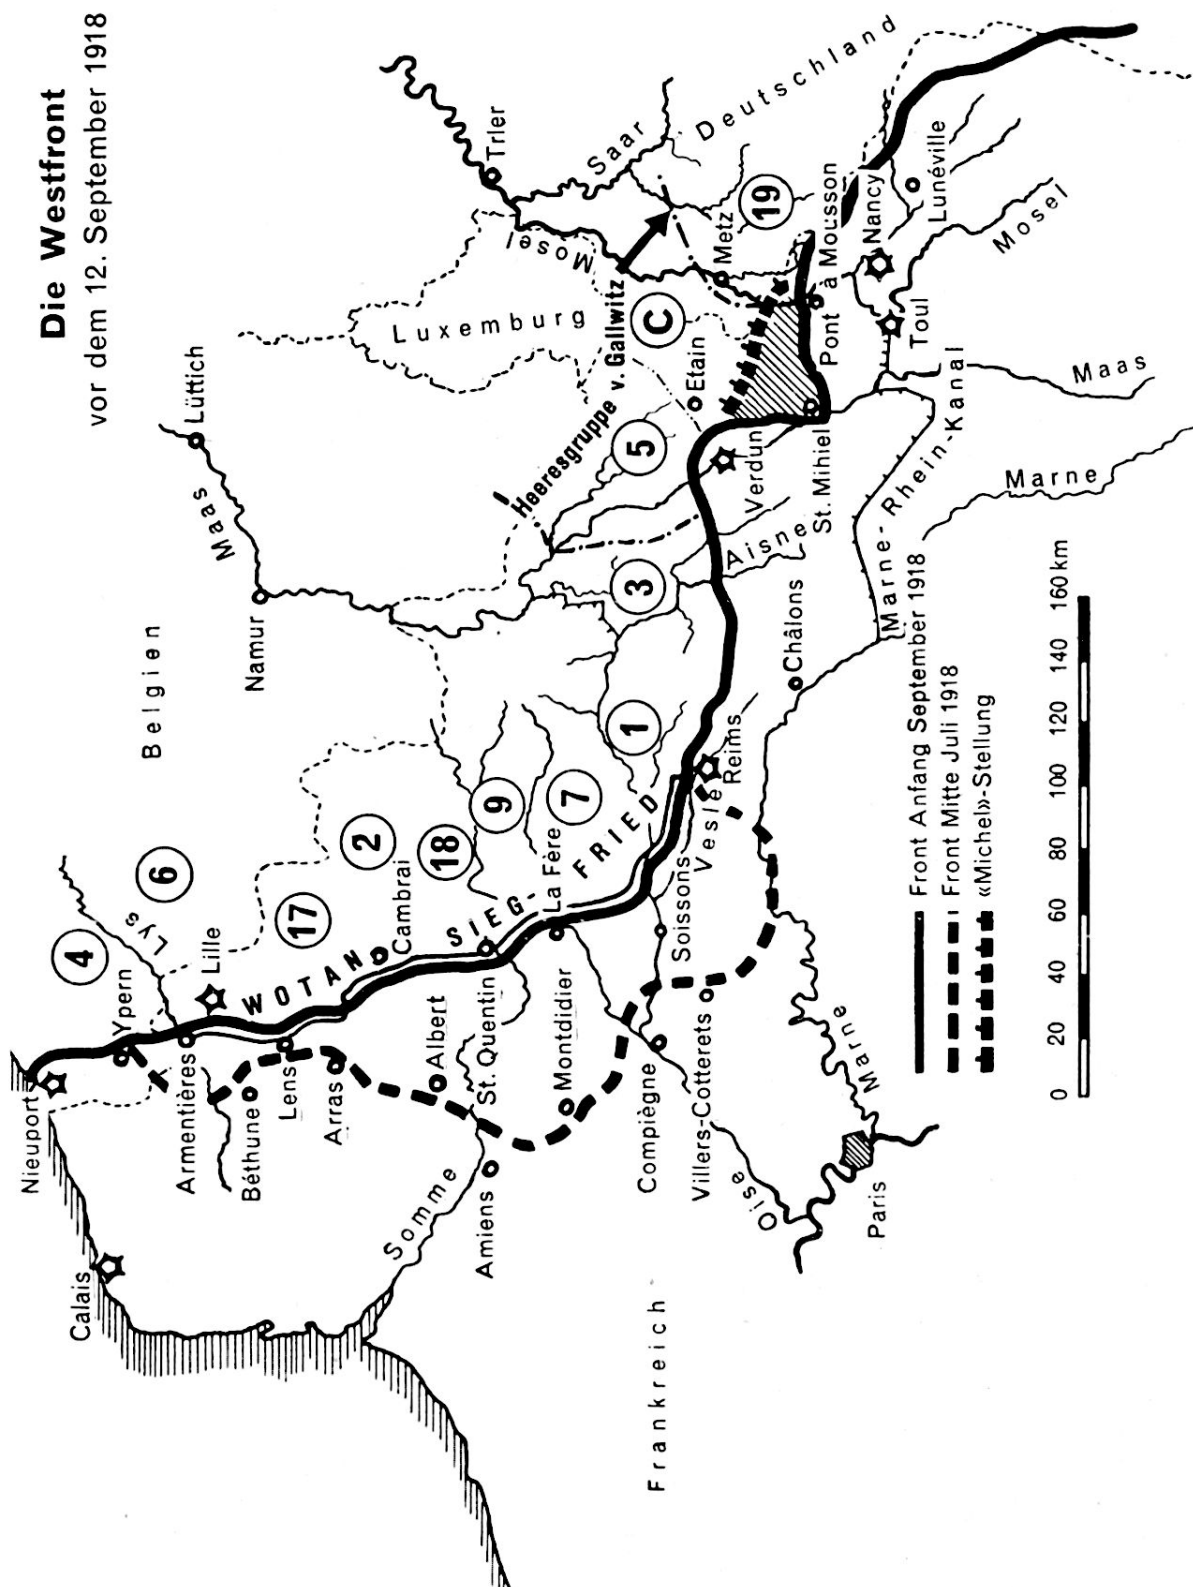 Die Westfront
vor dem 12. September 1918
Nieuport
Calais
Ypern
4
Lys
6
Belgien
Namur
Maas
Lüttich
Armentières
Lille
Béthune
Lens
17
WOTAN
Arras
2
Cambrai
Albert
18
SIEG-
FRIED
9
St. Quentin
Somme
Amiens
Montdidier
La Fère
7
1
3
5
Heeresgruppe v. Gallwitz
Luxemburg
Mosel
Trier
Saar
Deutschland
C
Etain
Metz
19
Compiègne
Soissons
Vesle
Reims
Aisne
Verdun
St. Mihiel
Pont à Mousson
Nancy
Lunéville
Villers-Cotterets
Oise
Marne
Paris
Châlons
Marne-Rhein-Kanal
Toul
Mosel
Maas
Marne
Frankreich
Front Anfang September 1918
Front Mitte Juli 1918
«Michel»-Stellung
0 20 40 60 80 100 120 140 160 km